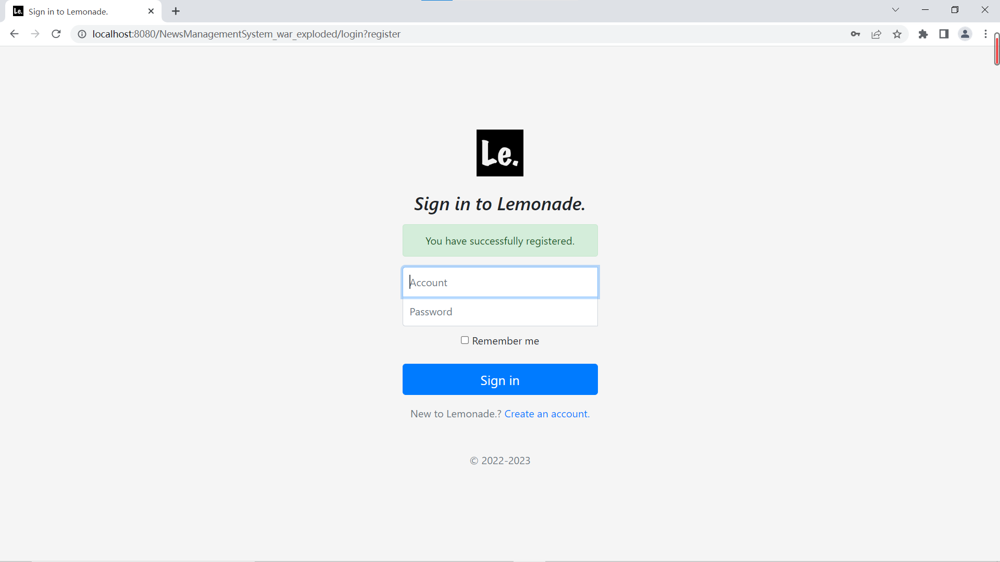 Le. Sign in to Lemonade.
localhost:8080/NewsManagementSystem_war_exploded/login?register
Le.
Sign in to Lemonade.
You have successfully registered.
Account
Password
Remember me
Sign in
New to Lemonade.? Create an account.
© 2022-2023